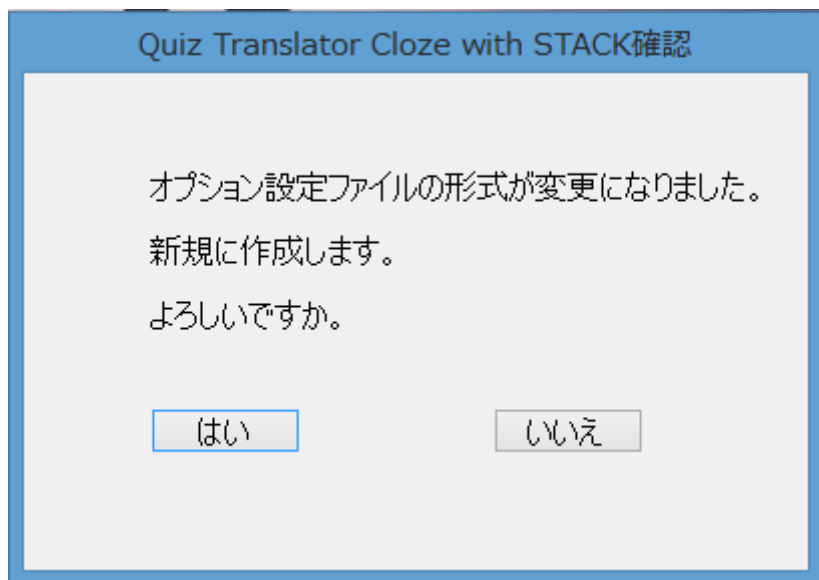 Quiz Translator Cloze with STACK確認
オプション設定ファイルの形式が変更になりました。
新規に作成します。
よろしいですか。
はい
いいえ